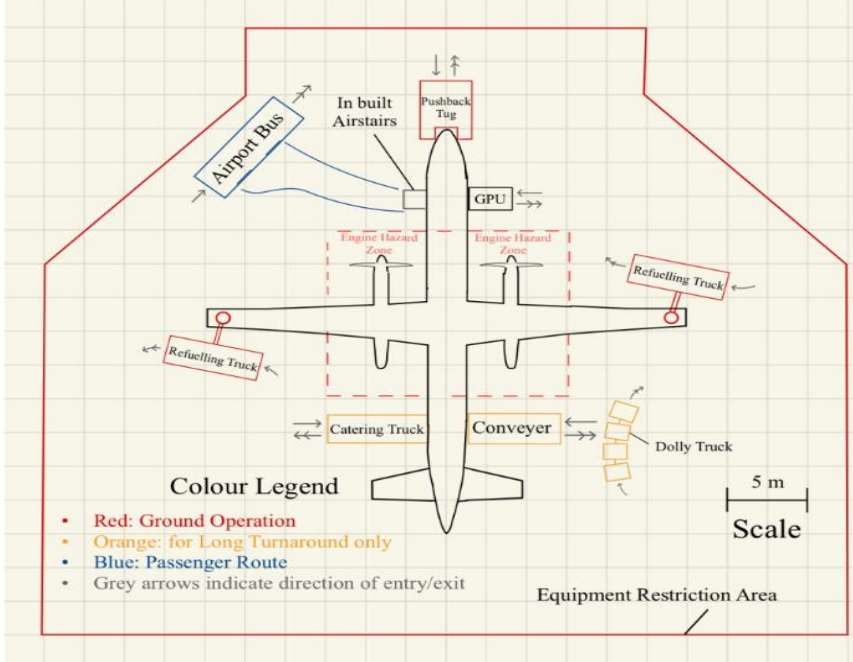 Pushback
Tug
In built
Airstairs
Airport Bus
GPU
Engine Hazard
Zone
Engine Hazard
Zone
Refuelling Truck
Refuelling Truck
Catering Truck
Conveyer
Dolly Truck
Colour Legend
5 m
Scale
• Red: Ground Operation
• Orange: for Long Turnaround only
• Blue: Passenger Route
• Grey arrows indicate direction of entry/exit
Equipment Restriction Area